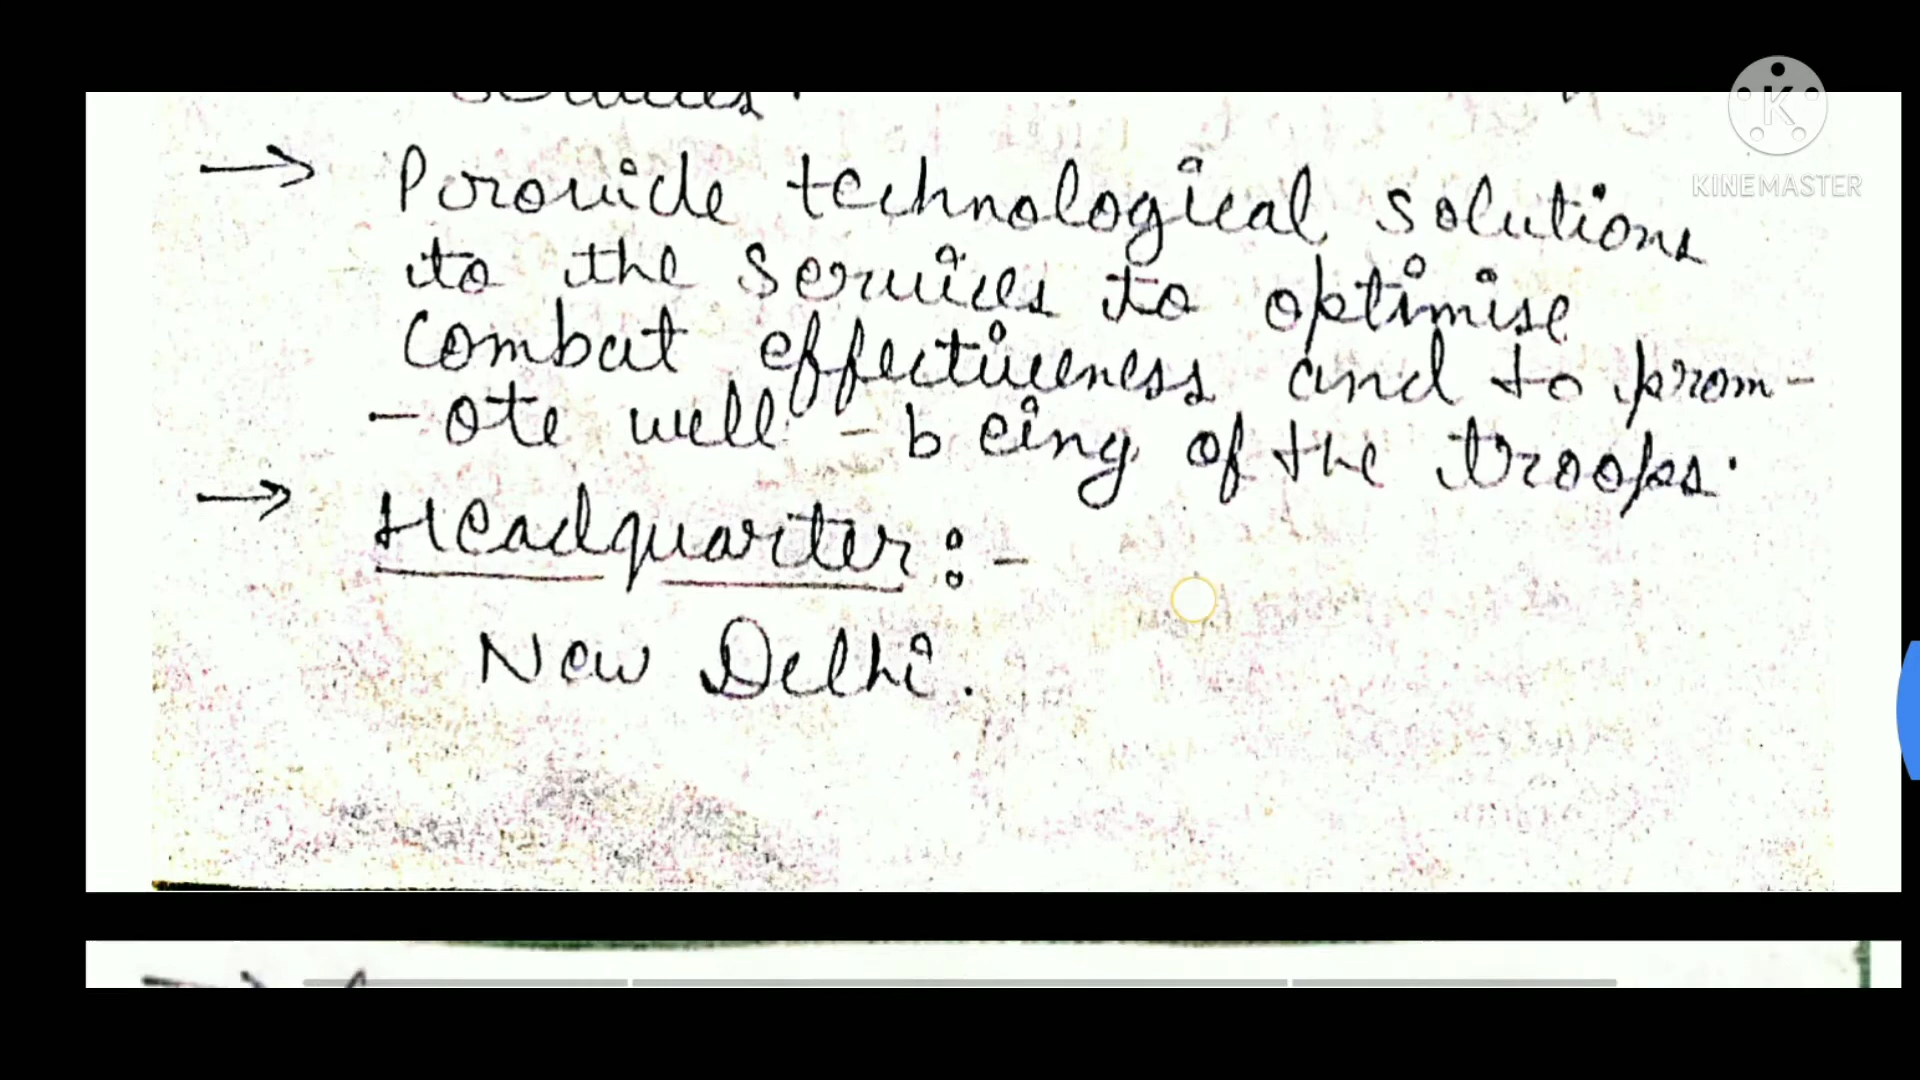 → Provide technological solutions
to the services to optimise
combat effectiveness and to prom-
-ote well-being of the troops.
→ Headquarter:-
New Delhi.
K
KINEMASTER